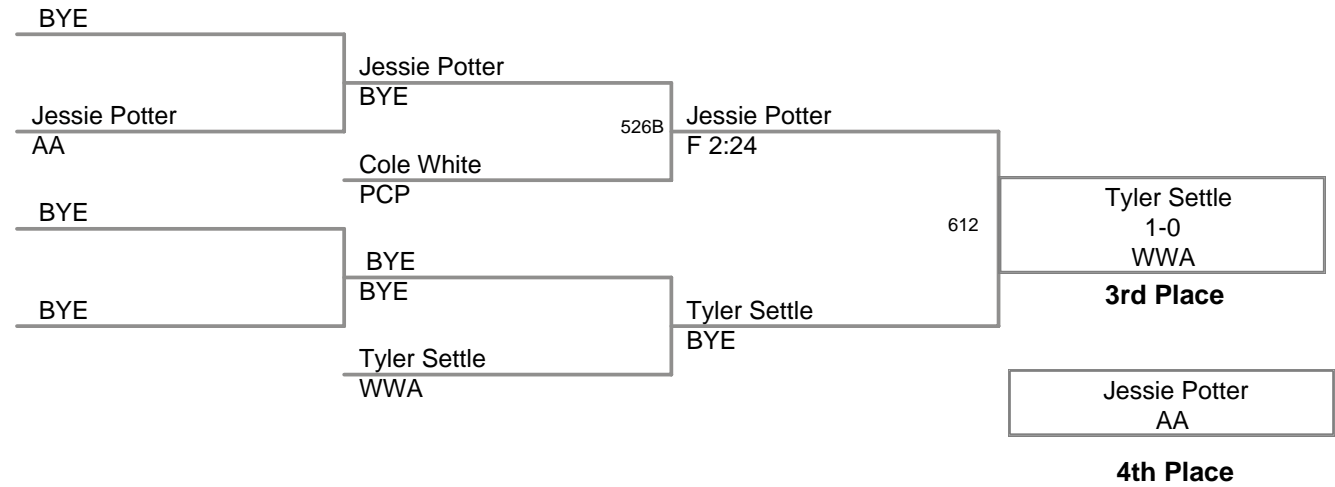 BYE
Jessie Potter
AA
BYE
BYE
Jessie Potter
BYE
Cole White
PCP
BYE
BYE
Tyler Settle
WWA
526B
Jessie Potter
F 2:24
Tyler Settle
BYE
612
Tyler Settle
1-0
WWA
3rd Place
Jessie Potter
AA
4th Place